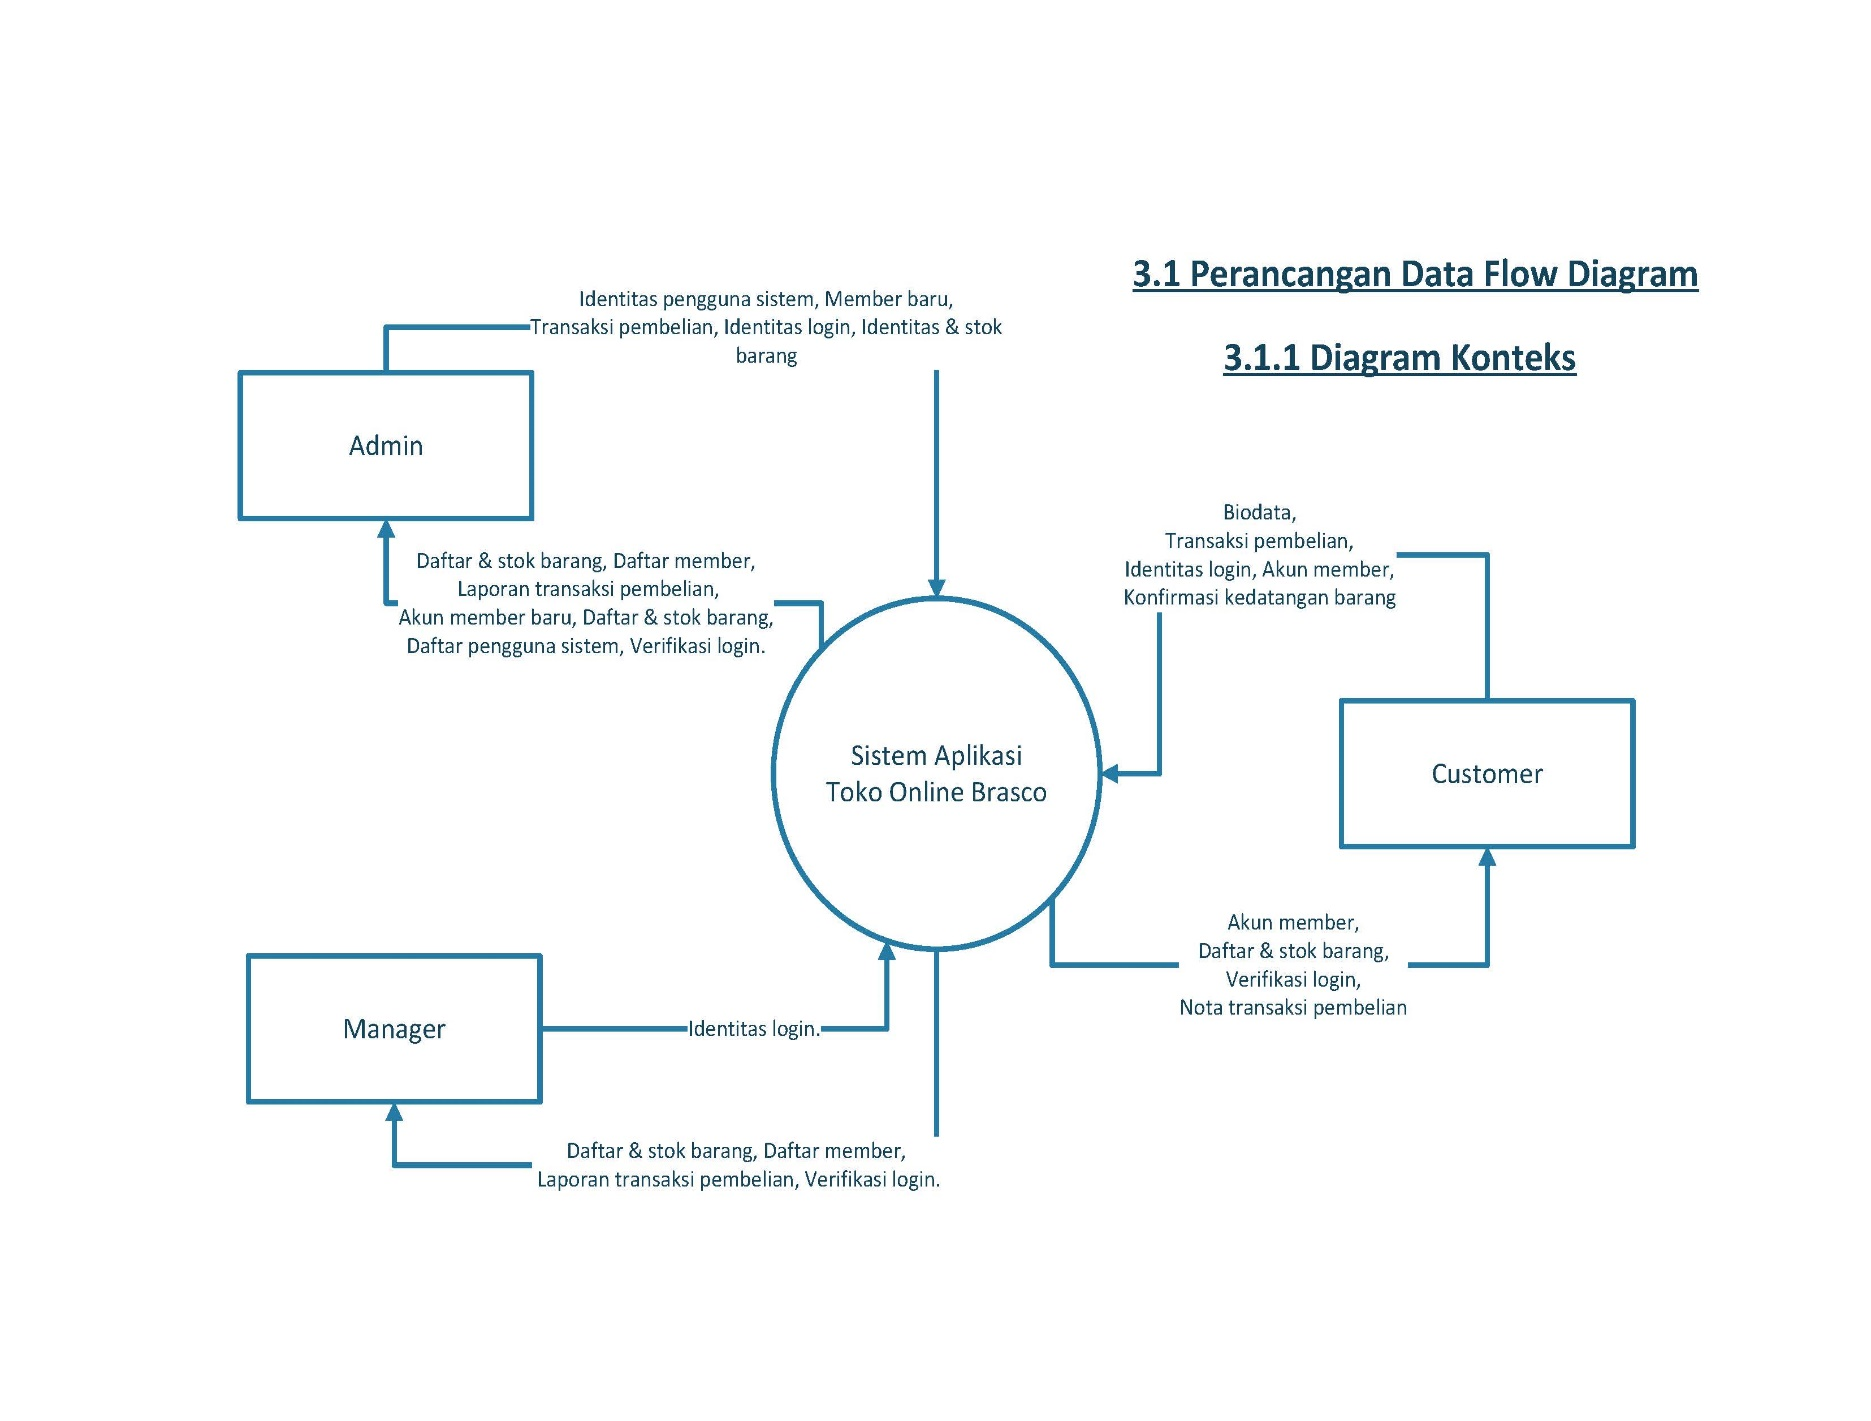 3.1 Perancangan Data Flow Diagram
3.1.1 Diagram Konteks
Identitas pengguna sistem, Member baru,
Transaksi pembelian, Identitas login, Identitas & stok
barang
Admin
Daftar & stok barang, Daftar member,
Laporan transaksi pembelian,
Akun member baru, Daftar & stok barang,
Daftar pengguna sistem, Verifikasi login.
Biodata,
Transaksi pembelian,
Identitas login, Akun member,
Konfirmasi kedatangan barang
Sistem Aplikasi
Toko Online Brasco
Customer
Akun member,
Daftar & stok barang,
Verifikasi login,
Nota transaksi pembelian
Manager
Identitas login.
Daftar & stok barang, Daftar member,
Laporan transaksi pembelian, Verifikasi login.